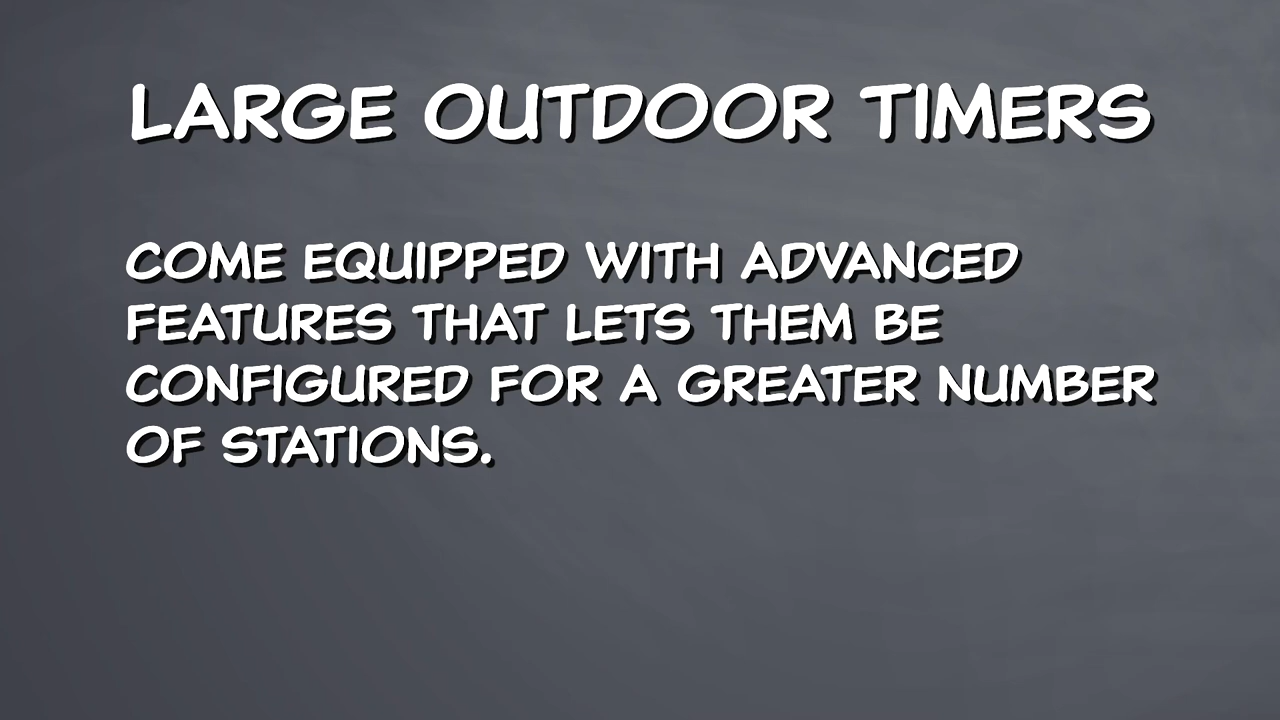 LARGE OUTDOOR TIMERS
COME EQUIPPED WITH ADVANCED
FEATURES THAT LETS THEM BE
CONFIGURED FOR A GREATER NUMBER
OF STATIONS.